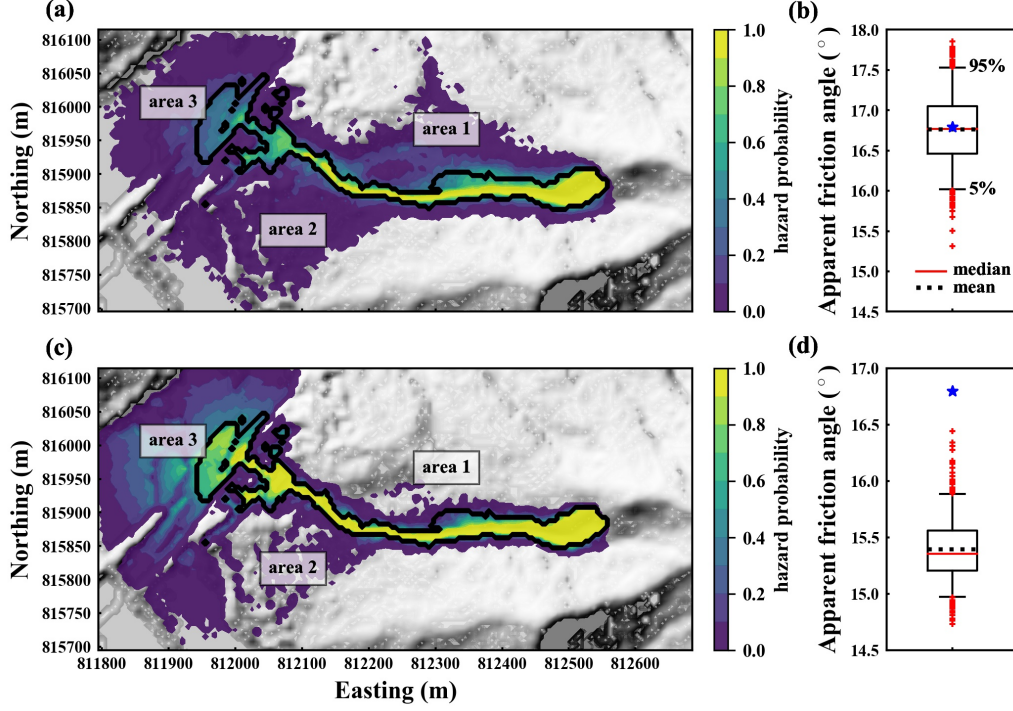 (a)
Northing (m)
816100
816050
816000
815950
815900
815850
815800
815750
815700
area 3
area 1
area 2
1.0
0.8
0.6
0.4
0.2
0.0
hazard probability
(b)
Apparent friction angle (°)
18.0
17.5
17.0
16.5
16.0
15.5
15.0
14.5
95%
5%
median
mean
(c)
Northing (m)
816100
816050
816000
815950
815900
815850
815800
815750
815700
area 3
area 1
area 2
811800 811900 812000 812100 812200 812300 812400 812500 812600
Easting (m)
1.0
0.8
0.6
0.4
0.2
0.0
hazard probability
(d)
Apparent friction angle (°)
17.0
16.5
16.0
15.5
15.0
14.5